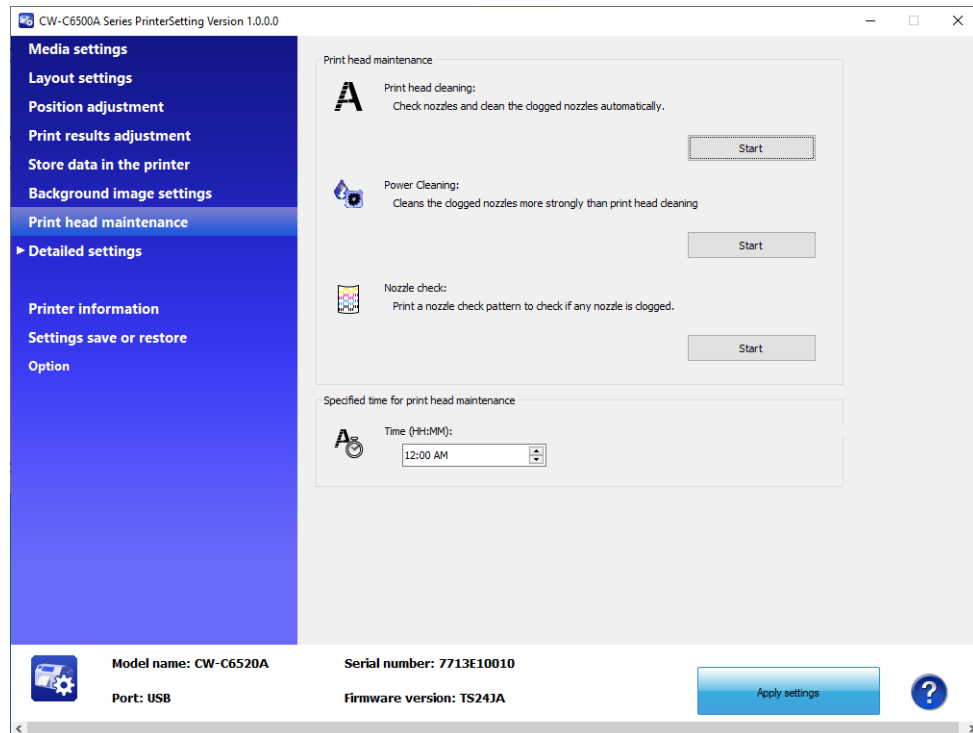 CW-C6500A Series PrinterSetting Version 1.0.0.0
Media settings
Layout settings
Position adjustment
Print results adjustment
Store data in the printer
Background image settings
Print head maintenance
Detailed settings
Printer information
Settings save or restore
Option
Print head maintenance
Print head cleaning:
Check nozzles and clean the clogged nozzles automatically.
Start
Power Cleaning:
Cleans the clogged nozzles more strongly than print head cleaning
Start
Nozzle check:
Print a nozzle check pattern to check if any nozzle is clogged.
Start
Specified time for print head maintenance
Time (HH:MM):
12:00 AM
Model name: CW-C6520A
Serial number: 7713E10010
Port: USB
Firmware version: TS24JA
Apply settings